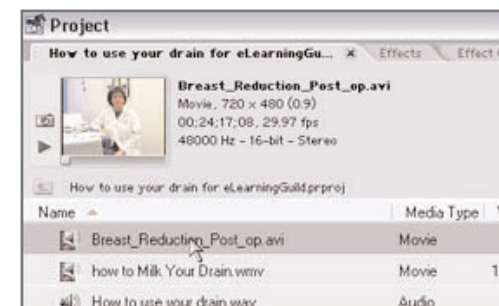 Project
How to use your drain for eLearningGu... × Effects Effect
Breast_Reduction_Post_op.avi
Movie, 720 × 480 (0.9)
00;24;17;08, 29.97 fps
48000 Hz - 16-bit - Stereo
How to use your drain for eLearningGuild.prproj
Name Media Type
Breast_Reduction_Post_op.avi Movie
how to Milk Your Drain.wmv Movie 1
How to use your drain.wav Audio